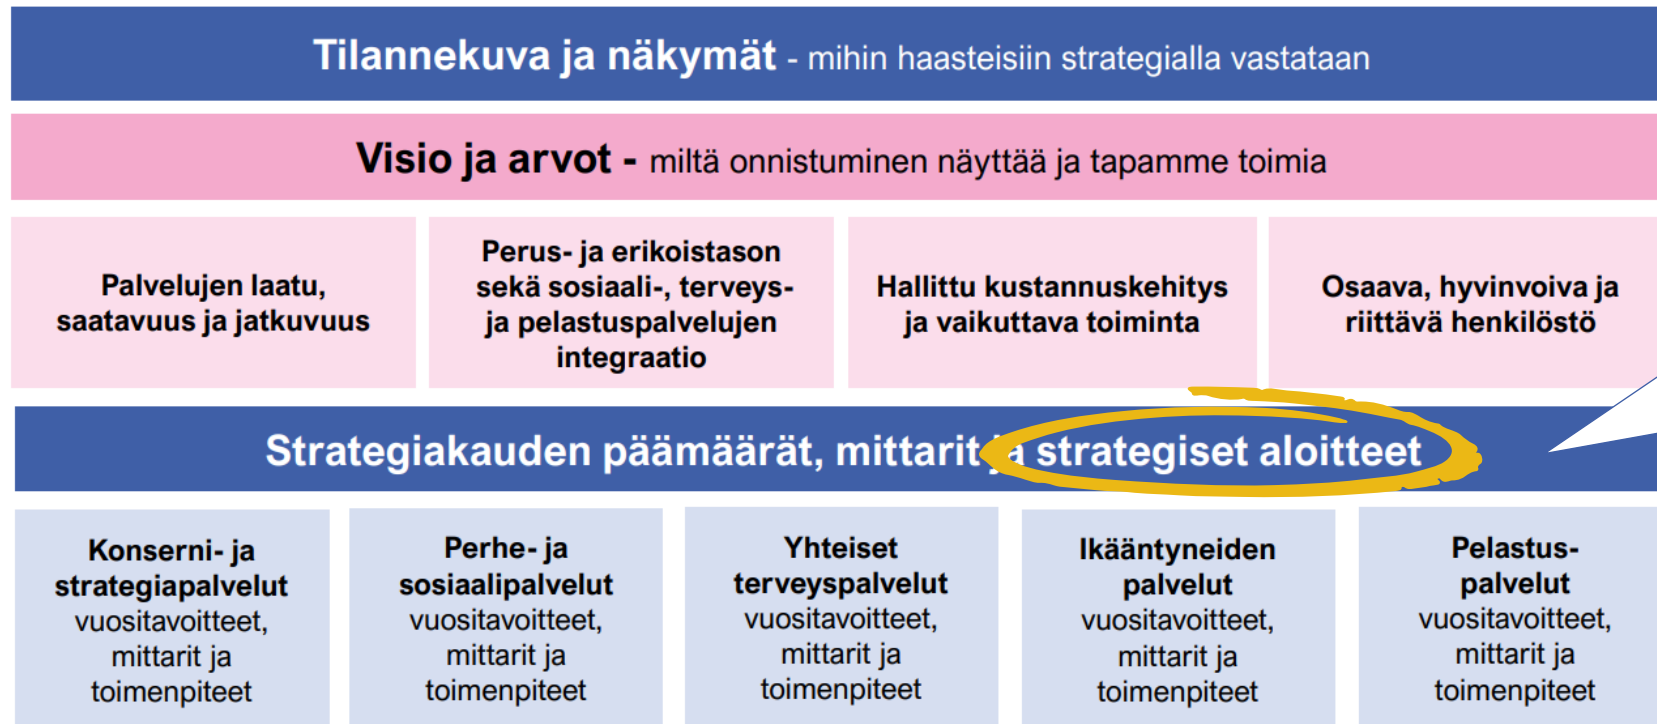 Tilannekuva ja näkymät - mihin haasteisiin strategialla vastataan
Visio ja arvot - miltä onnistuminen näyttää ja tapamme toimia
Palvelujen laatu,
saatavuus ja jatkuvuus
Perus- ja erikoistason
sekä sosiaali-, terveys-
ja pelastuspalvelujen
integraatio
Hallittu kustannuskehitys
ja vaikuttava toiminta
Osaava, hyvinvoiva ja
riittävä henkilöstö
Strategiakauden päämäärät, mittarit ja strategiset aloitteet
Konserni- ja
strategiapalvelut
vuositavoitteet,
mittarit ja
toimenpiteet
Perhe- ja
sosiaalipalvelut
vuositavoitteet,
mittarit ja
toimenpiteet
Yhteiset
terveyspalvelut
vuositavoitteet,
mittarit ja
toimenpiteet
Ikääntyneiden
palvelut
vuositavoitteet,
mittarit ja
toimenpiteet
Pelastus-
palvelut
vuositavoitteet,
mittarit ja
toimenpiteet